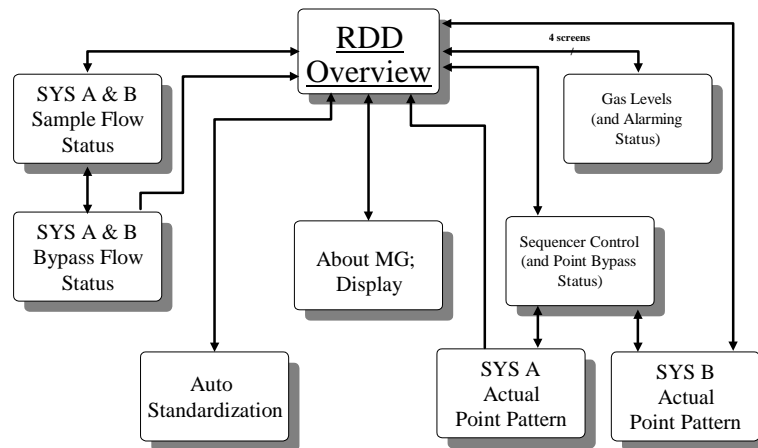 RDD
Overview
4 screens
SYS A & B
Sample Flow
Status
Gas Levels
(and Alarming
Status)
SYS A & B
Bypass Flow
Status
About MG;
Display
Sequencer Control
(and Point Bypass
Status)
Auto
Standardization
SYS A
Actual
Point Pattern
SYS B
Actual
Point Pattern